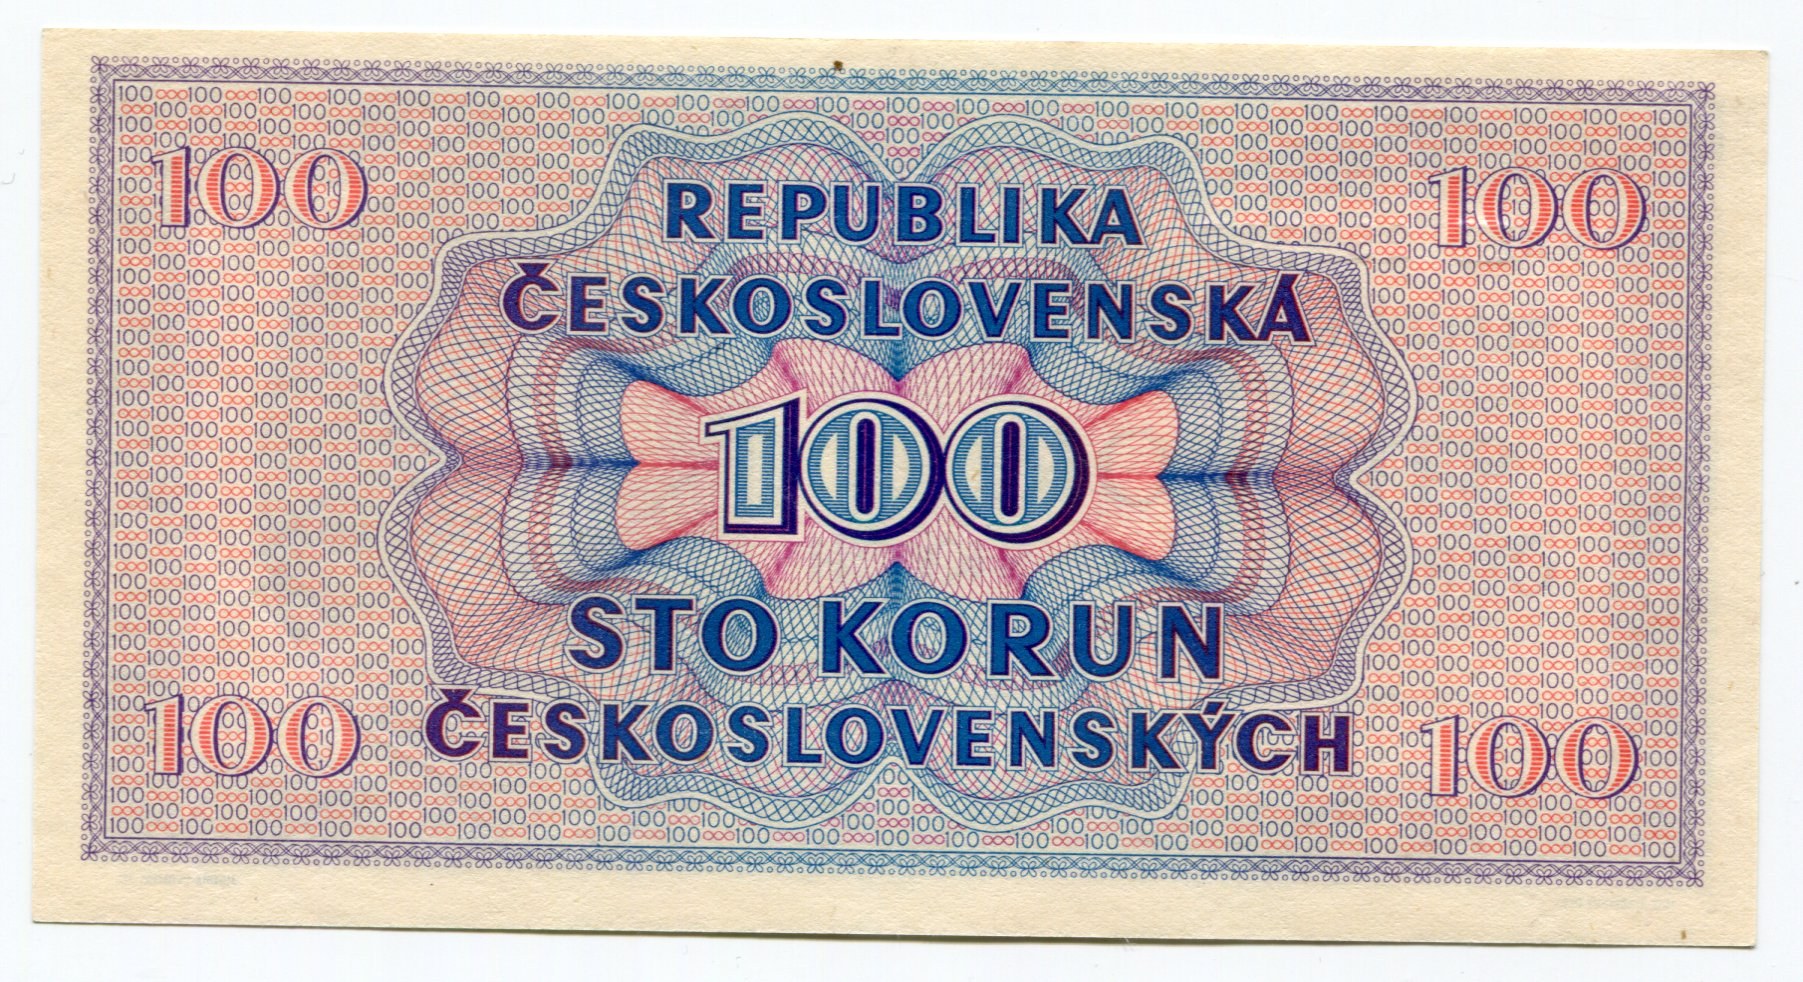 100 100
REPUBLIKA
ČESKOSLOVENSKÁ
100
STO KORUN
ČESKOSLOVENSKÝCH
100 100